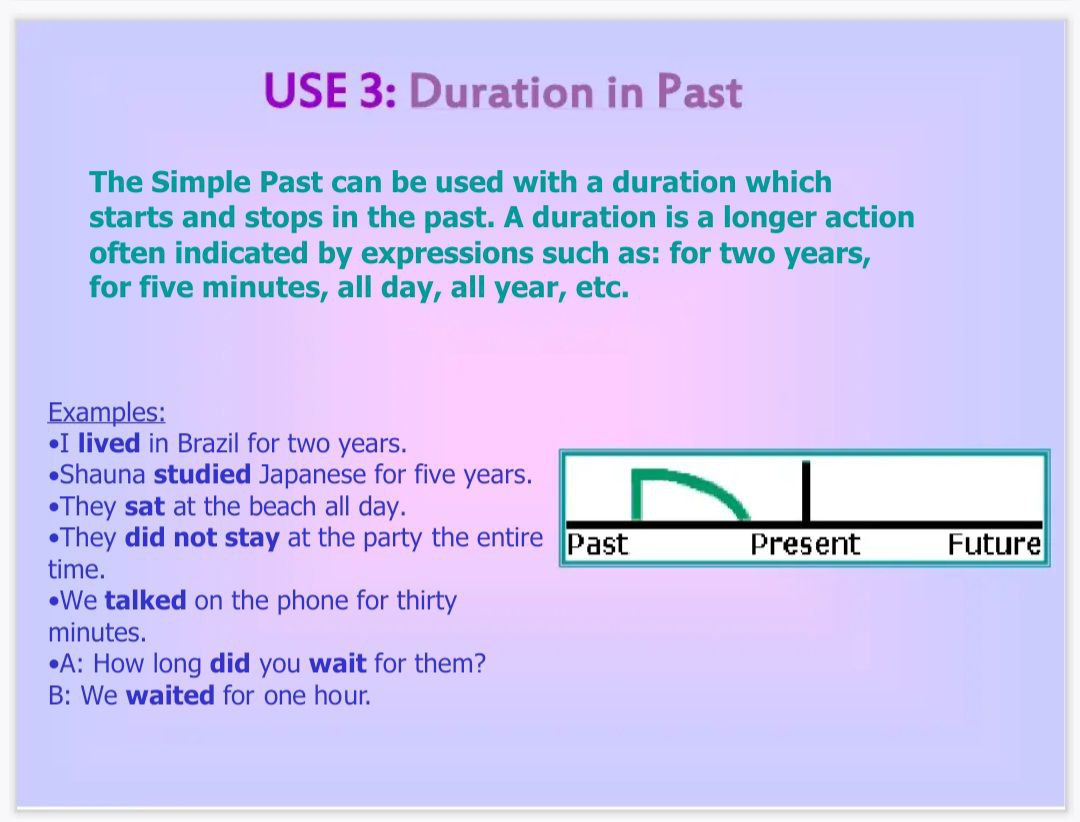 USE 3: Duration in Past
The Simple Past can be used with a duration which
starts and stops in the past. A duration is a longer action
often indicated by expressions such as: for two years,
for five minutes, all day, all year, etc.
Examples:
•I lived in Brazil for two years.
•Shauna studied Japanese for five years.
•They sat at the beach all day.
•They did not stay at the party the entire
time.
•We talked on the phone for thirty
minutes.
•A: How long did you wait for them?
B: We waited for one hour.
Past Present Future